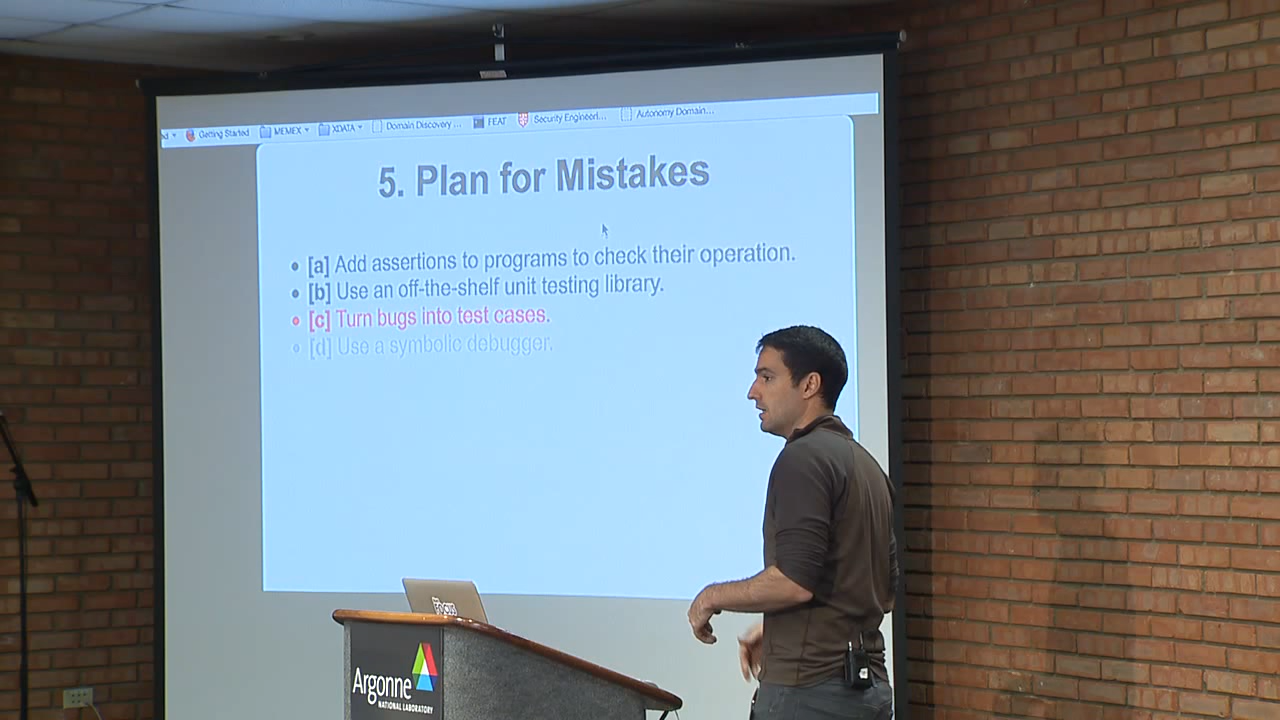 Getting Started MEMEX XDATA Domain Discovery ... FEAT Security Engineeri... Autonomy Domain...
5. Plan for Mistakes
[a] Add assertions to programs to check their operation.
[b] Use an off-the-shelf unit testing library.
[c] Turn bugs into test cases.
[d] Use a symbolic debugger.
Argonne
NATIONAL LABORATORY